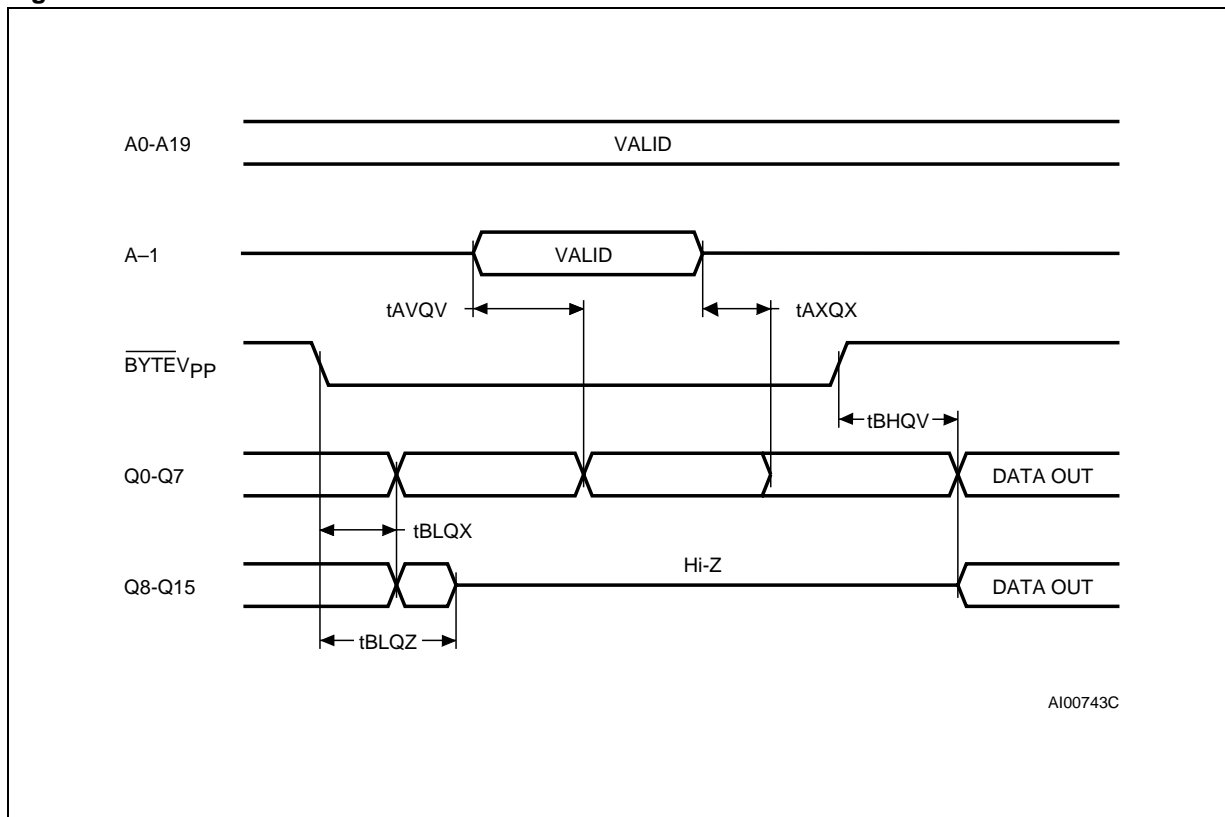 A0-A19 VALID
A–1 VALID
tAVQV tAXQX
BYTEVPP
tBHQV
Q0-Q7 DATA OUT
tBLQX
Hi-Z
Q8-Q15 DATA OUT
tBLQZ
AI00743C